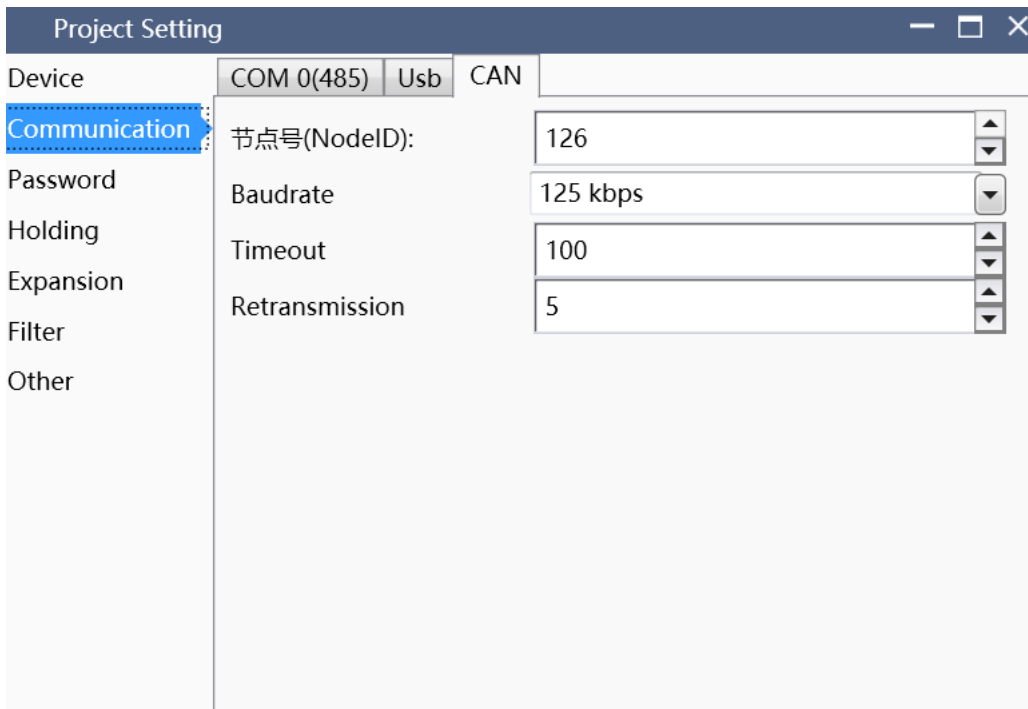 Project Setting
Device
Communication
Password
Holding
Expansion
Filter
Other
COM 0(485) Usb CAN
节点号(NodeID): 126
Baudrate 125 kbps
Timeout 100
Retransmission 5